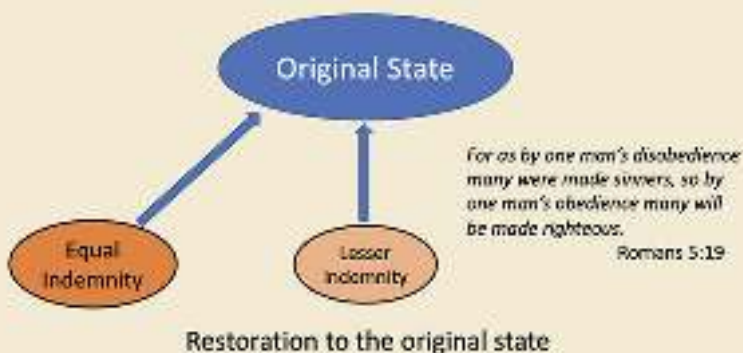 Original State
For as by one man's disobedience
many were made sinners, so by
one man's obedience many will
be made righteous.
Romans 5:19
Equal
Indemnity
Lesser
Indemnity
Restoration to the original state